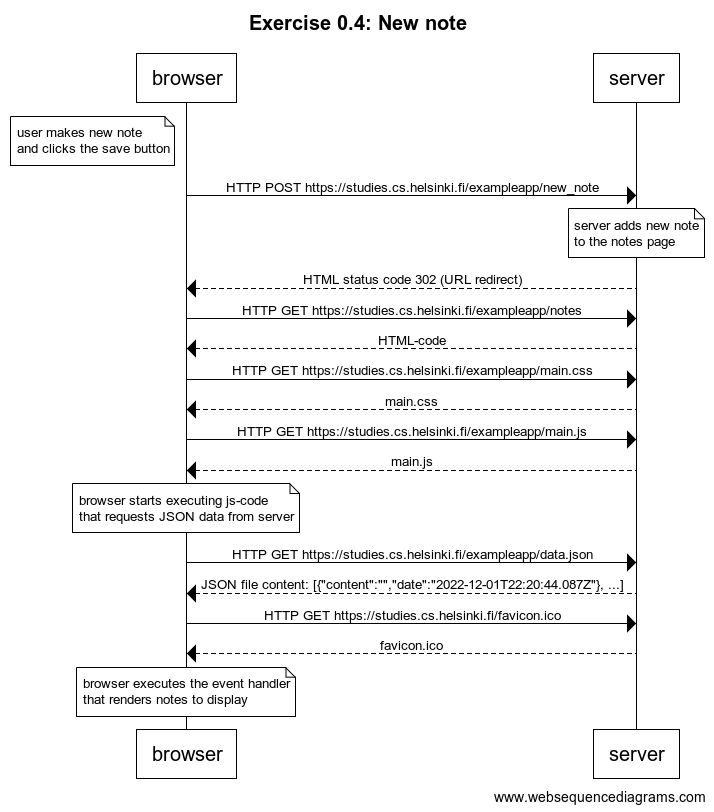 Exercise 0.4: New note
browser
server
user makes new note
and clicks the save button
HTTP POST https://studies.cs.helsinki.fi/exampleapp/new_note
server adds new note
to the notes page
HTML status code 302 (URL redirect)
HTTP GET https://studies.cs.helsinki.fi/exampleapp/notes
HTML-code
HTTP GET https://studies.cs.helsinki.fi/exampleapp/main.css
main.css
HTTP GET https://studies.cs.helsinki.fi/exampleapp/main.js
main.js
browser starts executing js-code
that requests JSON data from server
HTTP GET https://studies.cs.helsinki.fi/exampleapp/data.json
JSON file content: [{"content":"","date":"2022-12-01T22:20:44.087Z"}, ...]
HTTP GET https://studies.cs.helsinki.fi/favicon.ico
favicon.ico
browser executes the event handler
that renders notes to display
browser
server
www.websequencediagrams.com